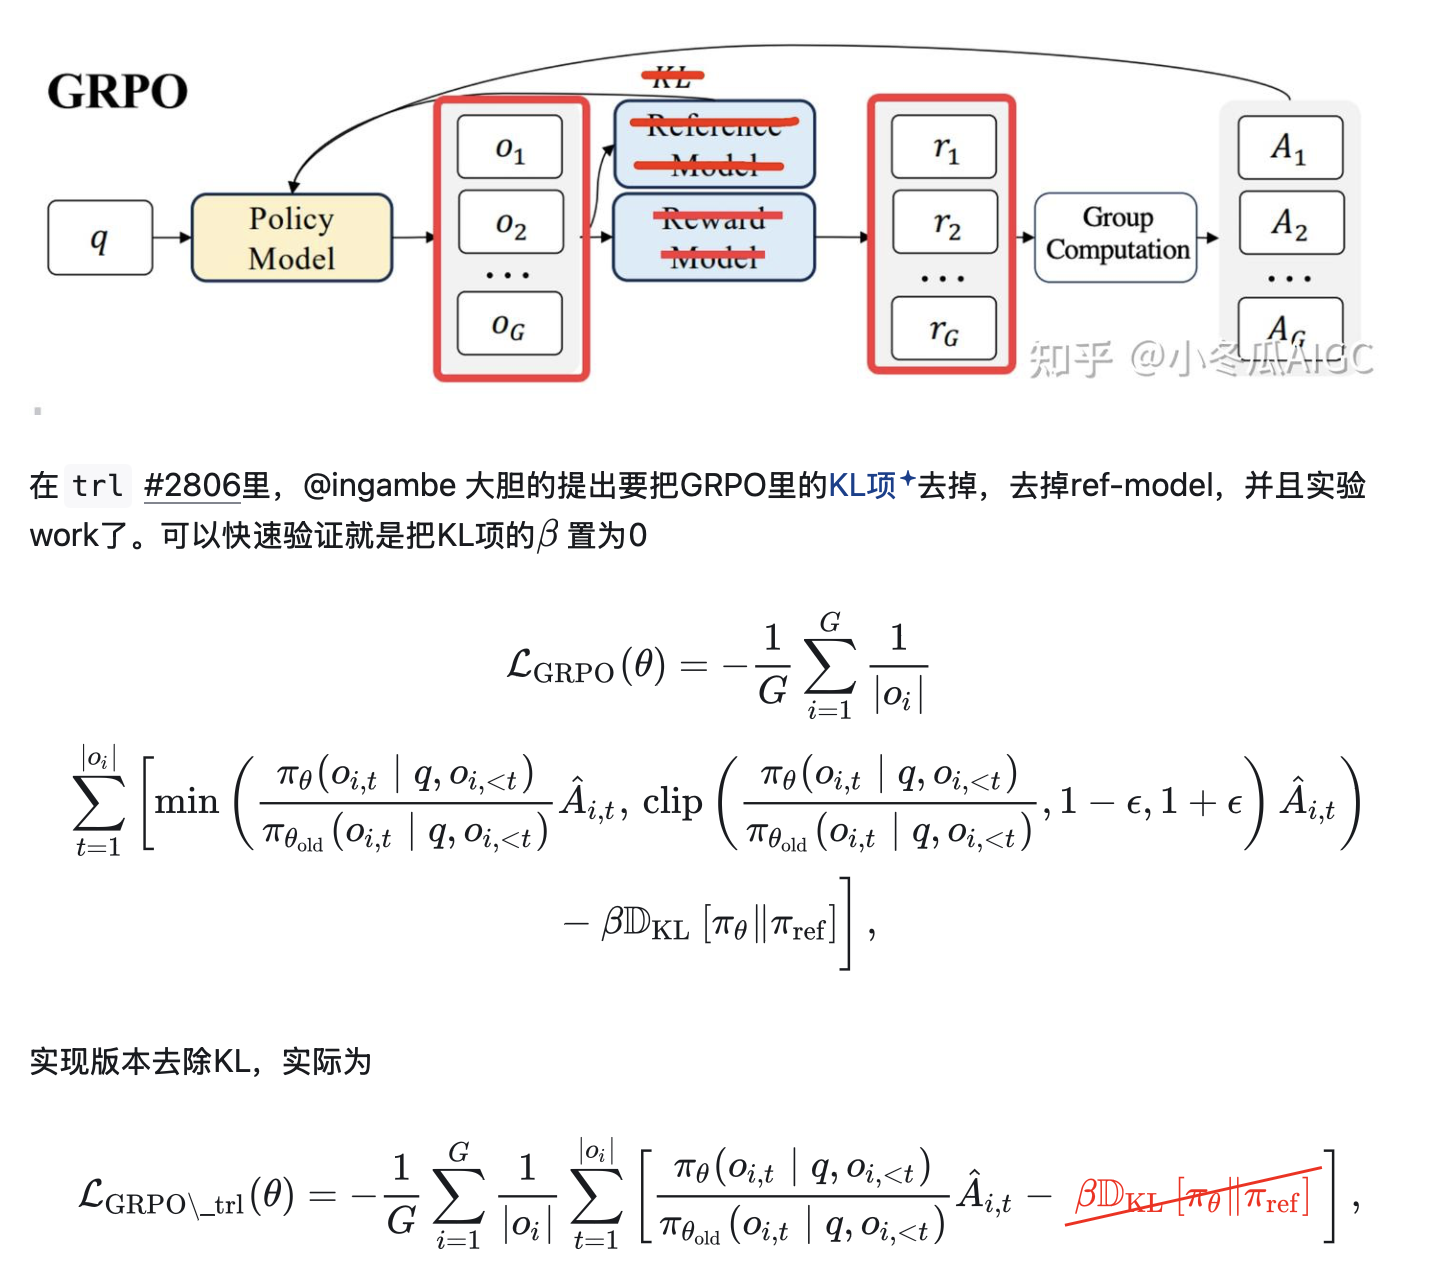 GRPO
KL
q
Policy
Model
o_1
o_2
...
o_G
Reference
Model
Reward
Model
r_1
r_2
...
r_G
Group
Computation
A_1
A_2
...
A_G
知乎 @小冬瓜AIGC
在 trl #2806里，@ingambe 大胆的提出要把GRPO里的KL项✦去掉，去掉ref-model，并且实验
work了。可以快速验证就是把KL项的β 置为0
\mathcal{L}_{\text{GRPO}}(\theta) = -\frac{1}{G} \sum_{i=1}^{G} \frac{1}{|o_i|}
\sum_{t=1}^{|o_i|} \left[ \min \left( \frac{\pi_\theta(o_{i,t} \mid q, o_{i,<t})}{\pi_{\theta_{\text{old}}}(o_{i,t} \mid q, o_{i,<t})} \hat{A}_{i,t}, \text{clip} \left( \frac{\pi_\theta(o_{i,t} \mid q, o_{i,<t})}{\pi_{\theta_{\text{old}}}(o_{i,t} \mid q, o_{i,<t})}, 1 - \epsilon, 1 + \epsilon \right) \hat{A}_{i,t} \right)
- \beta \mathbb{D}_{\text{KL}} [\pi_\theta \| \pi_{\text{ref}}] \right],
实现版本去除KL，实际为
\mathcal{L}_{\text{GRPO\textbackslash\_trl}}(\theta) = -\frac{1}{G} \sum_{i=1}^{G} \frac{1}{|o_i|} \sum_{t=1}^{|o_i|} \left[ \frac{\pi_\theta(o_{i,t} \mid q, o_{i,<t})}{\pi_{\theta_{\text{old}}}(o_{i,t} \mid q, o_{i,<t})} \hat{A}_{i,t} - \beta \mathbb{D}_{\text{KL}} [\pi_\theta \| \pi_{\text{ref}}] \right],